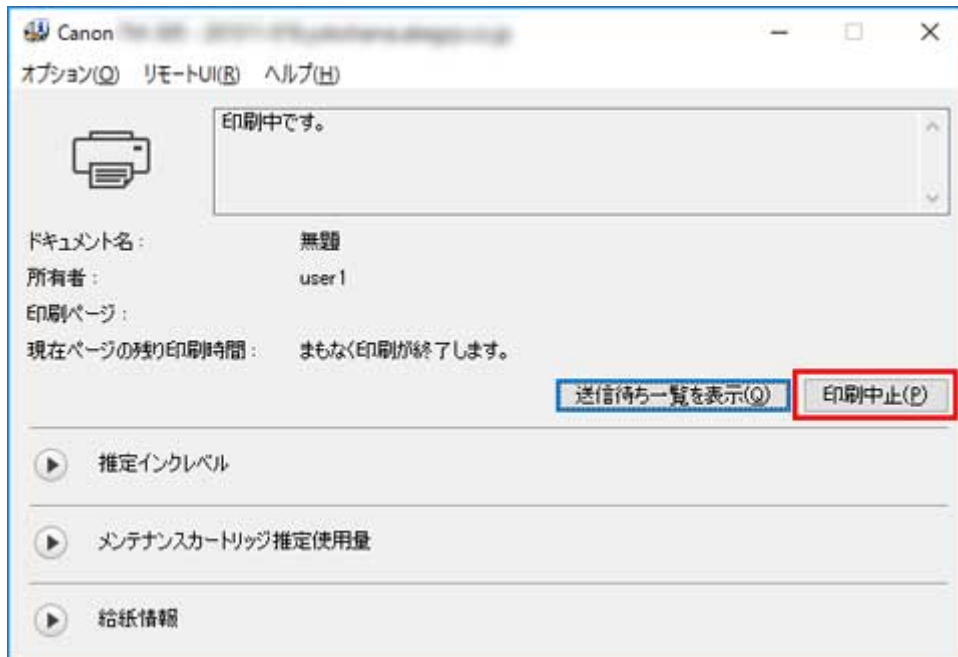 Canon
オプション(O) リモートUI(R) ヘルプ(H)
印刷中です。
ドキュメント名: 無題
所有者: user1
印刷ページ:
現在ページの残り印刷時間: まもなく印刷が終了します。
送信待ち一覧を表示(Q) 印刷中止(P)
推定インクレベル
メンテナンスカートリッジ推定使用量
給紙情報